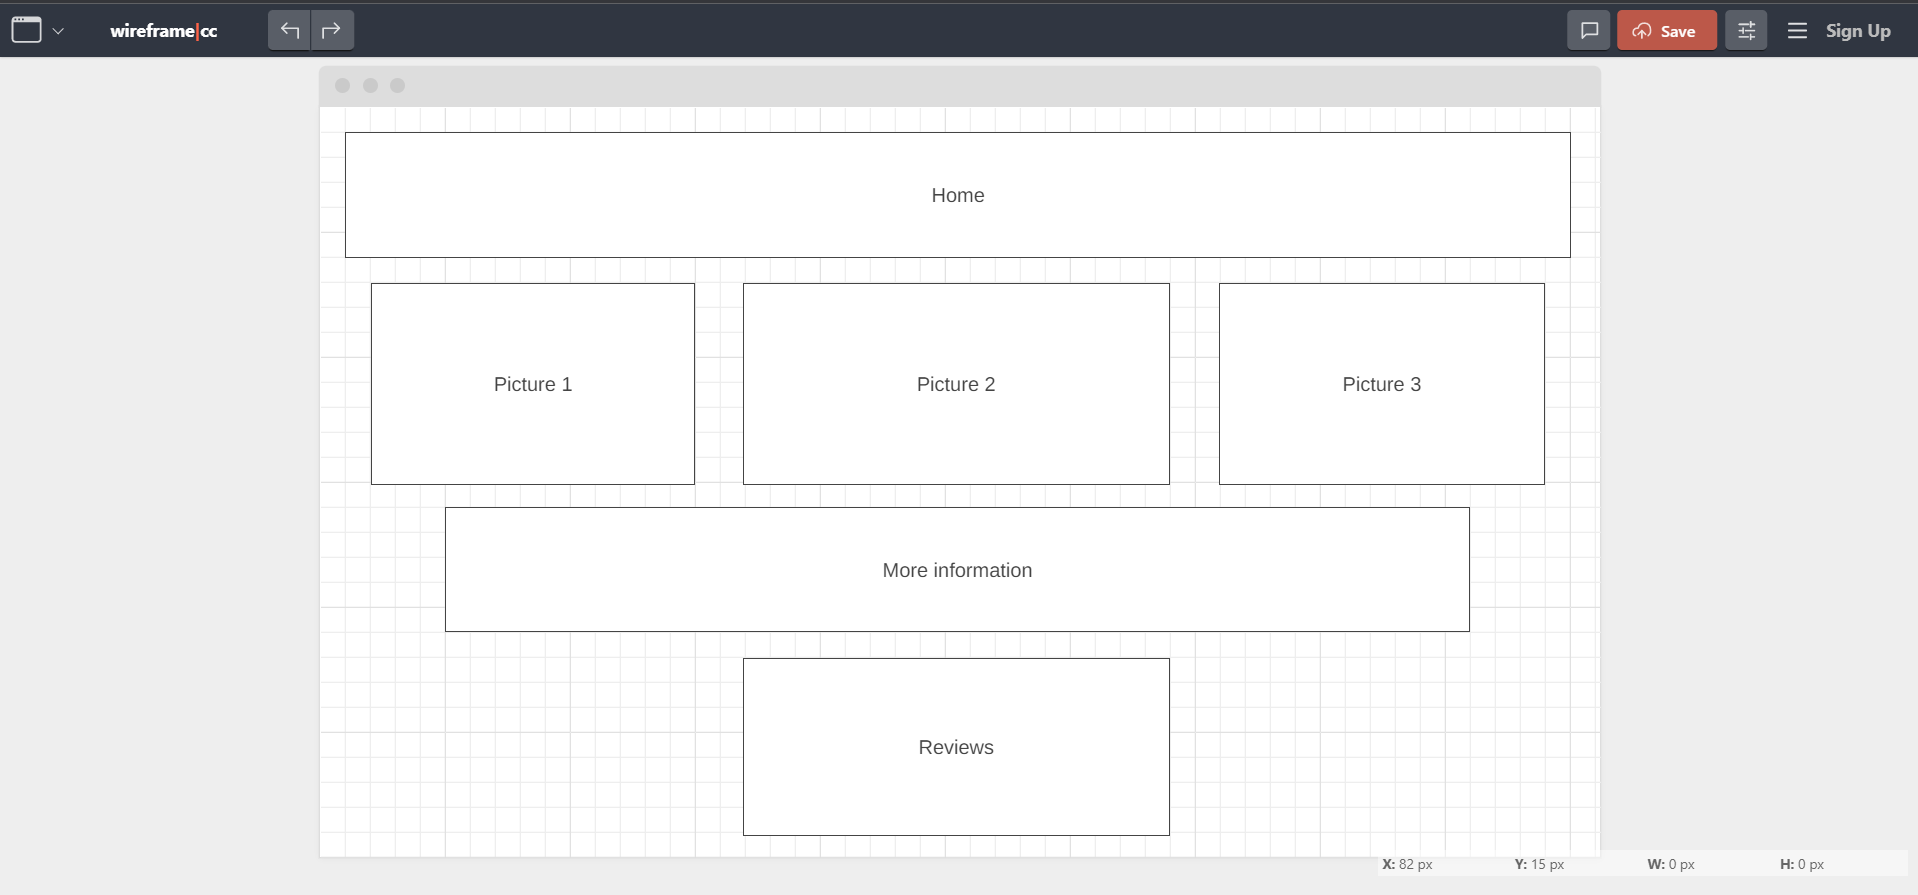 wireframe|cc
Save
Sign Up
Home
Picture 1
Picture 2
Picture 3
More information
Reviews
X: 82 px Y: 15 px W: 0 px H: 0 px